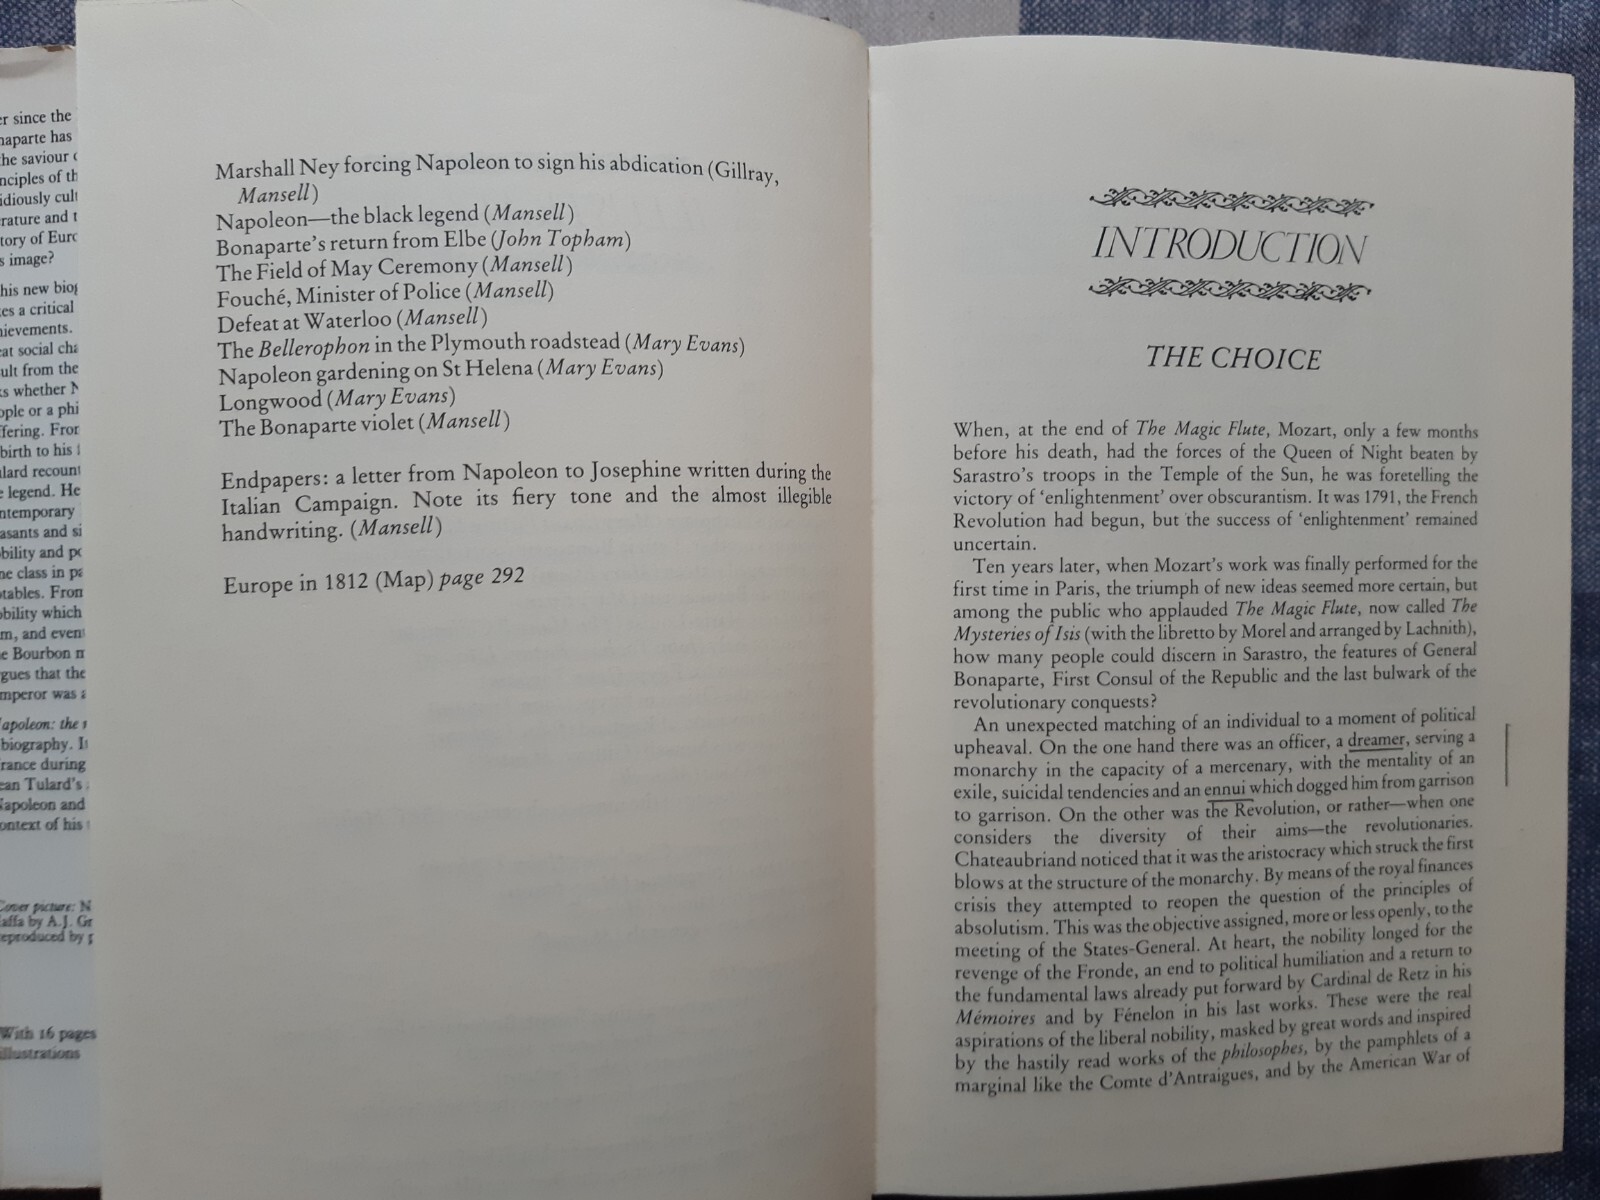 er since the
naparte has
he saviour
nciples of th
idiously cult
rature and t
tory of Euro
s image?
his new biog
es a critical
hievements.
eat social cha
sult from the
s whether N
ople or a phi
ffering. From
birth to his
ulard recount
e legend. He
ntemporary
asants and si
bility and po
ne class in pa
tables. From
obility which
m, and event
e Bourbon m
gues that the
mperor was a
apoleon: the
biography. It
rance during
ean Tulard's
Napoleon and
ontext of his
Cover picture: N
affa by A.J. Gr
eproduced by p
With 16 pages
illustrations
Marshall Ney forcing Napoleon to sign his abdication (Gillray,
Mansell)
Napoleon—the black legend (Mansell)
Bonaparte's return from Elbe (John Topham)
The Field of May Ceremony (Mansell)
Fouché, Minister of Police (Mansell)
Defeat at Waterloo (Mansell)
The Bellerophon in the Plymouth roadstead (Mary Evans)
Napoleon gardening on St Helena (Mary Evans)
Longwood (Mary Evans)
The Bonaparte violet (Mansell)
Endpapers: a letter from Napoleon to Josephine written during the
Italian Campaign. Note its fiery tone and the almost illegible
handwriting. (Mansell)
Europe in 1812 (Map) page 292
INTRODUCTION
THE CHOICE
When, at the end of The Magic Flute, Mozart, only a few months
before his death, had the forces of the Queen of Night beaten by
Sarastro's troops in the Temple of the Sun, he was foretelling the
victory of 'enlightenment' over obscurantism. It was 1791, the French
Revolution had begun, but the success of 'enlightenment' remained
uncertain.
Ten years later, when Mozart's work was finally performed for the
first time in Paris, the triumph of new ideas seemed more certain, but
among the public who applauded The Magic Flute, now called The
Mysteries of Isis (with the libretto by Morel and arranged by Lachnith),
how many people could discern in Sarastro, the features of General
Bonaparte, First Consul of the Republic and the last bulwark of the
revolutionary conquests?
An unexpected matching of an individual to a moment of political
upheaval. On the one hand there was an officer, a dreamer, serving a
monarchy in the capacity of a mercenary, with the mentality of an
exile, suicidal tendencies and an ennui which dogged him from garrison
to garrison. On the other was the Revolution, or rather—when one
considers the diversity of their aims—the revolutionaries.
Chateaubriand noticed that it was the aristocracy which struck the first
blows at the structure of the monarchy. By means of the royal finances
crisis they attempted to reopen the question of the principles of
absolutism. This was the objective assigned, more or less openly, to the
meeting of the States-General. At heart, the nobility longed for the
revenge of the Fronde, an end to political humiliation and a return to
the fundamental laws already put forward by Cardinal de Retz in his
Mémoires and by Fénelon in his last works. These were the real
aspirations of the liberal nobility, masked by great words and inspired
by the hastily read works of the philosophes, by the pamphlets of a
marginal like the Comte d'Antraigues, and by the American War of